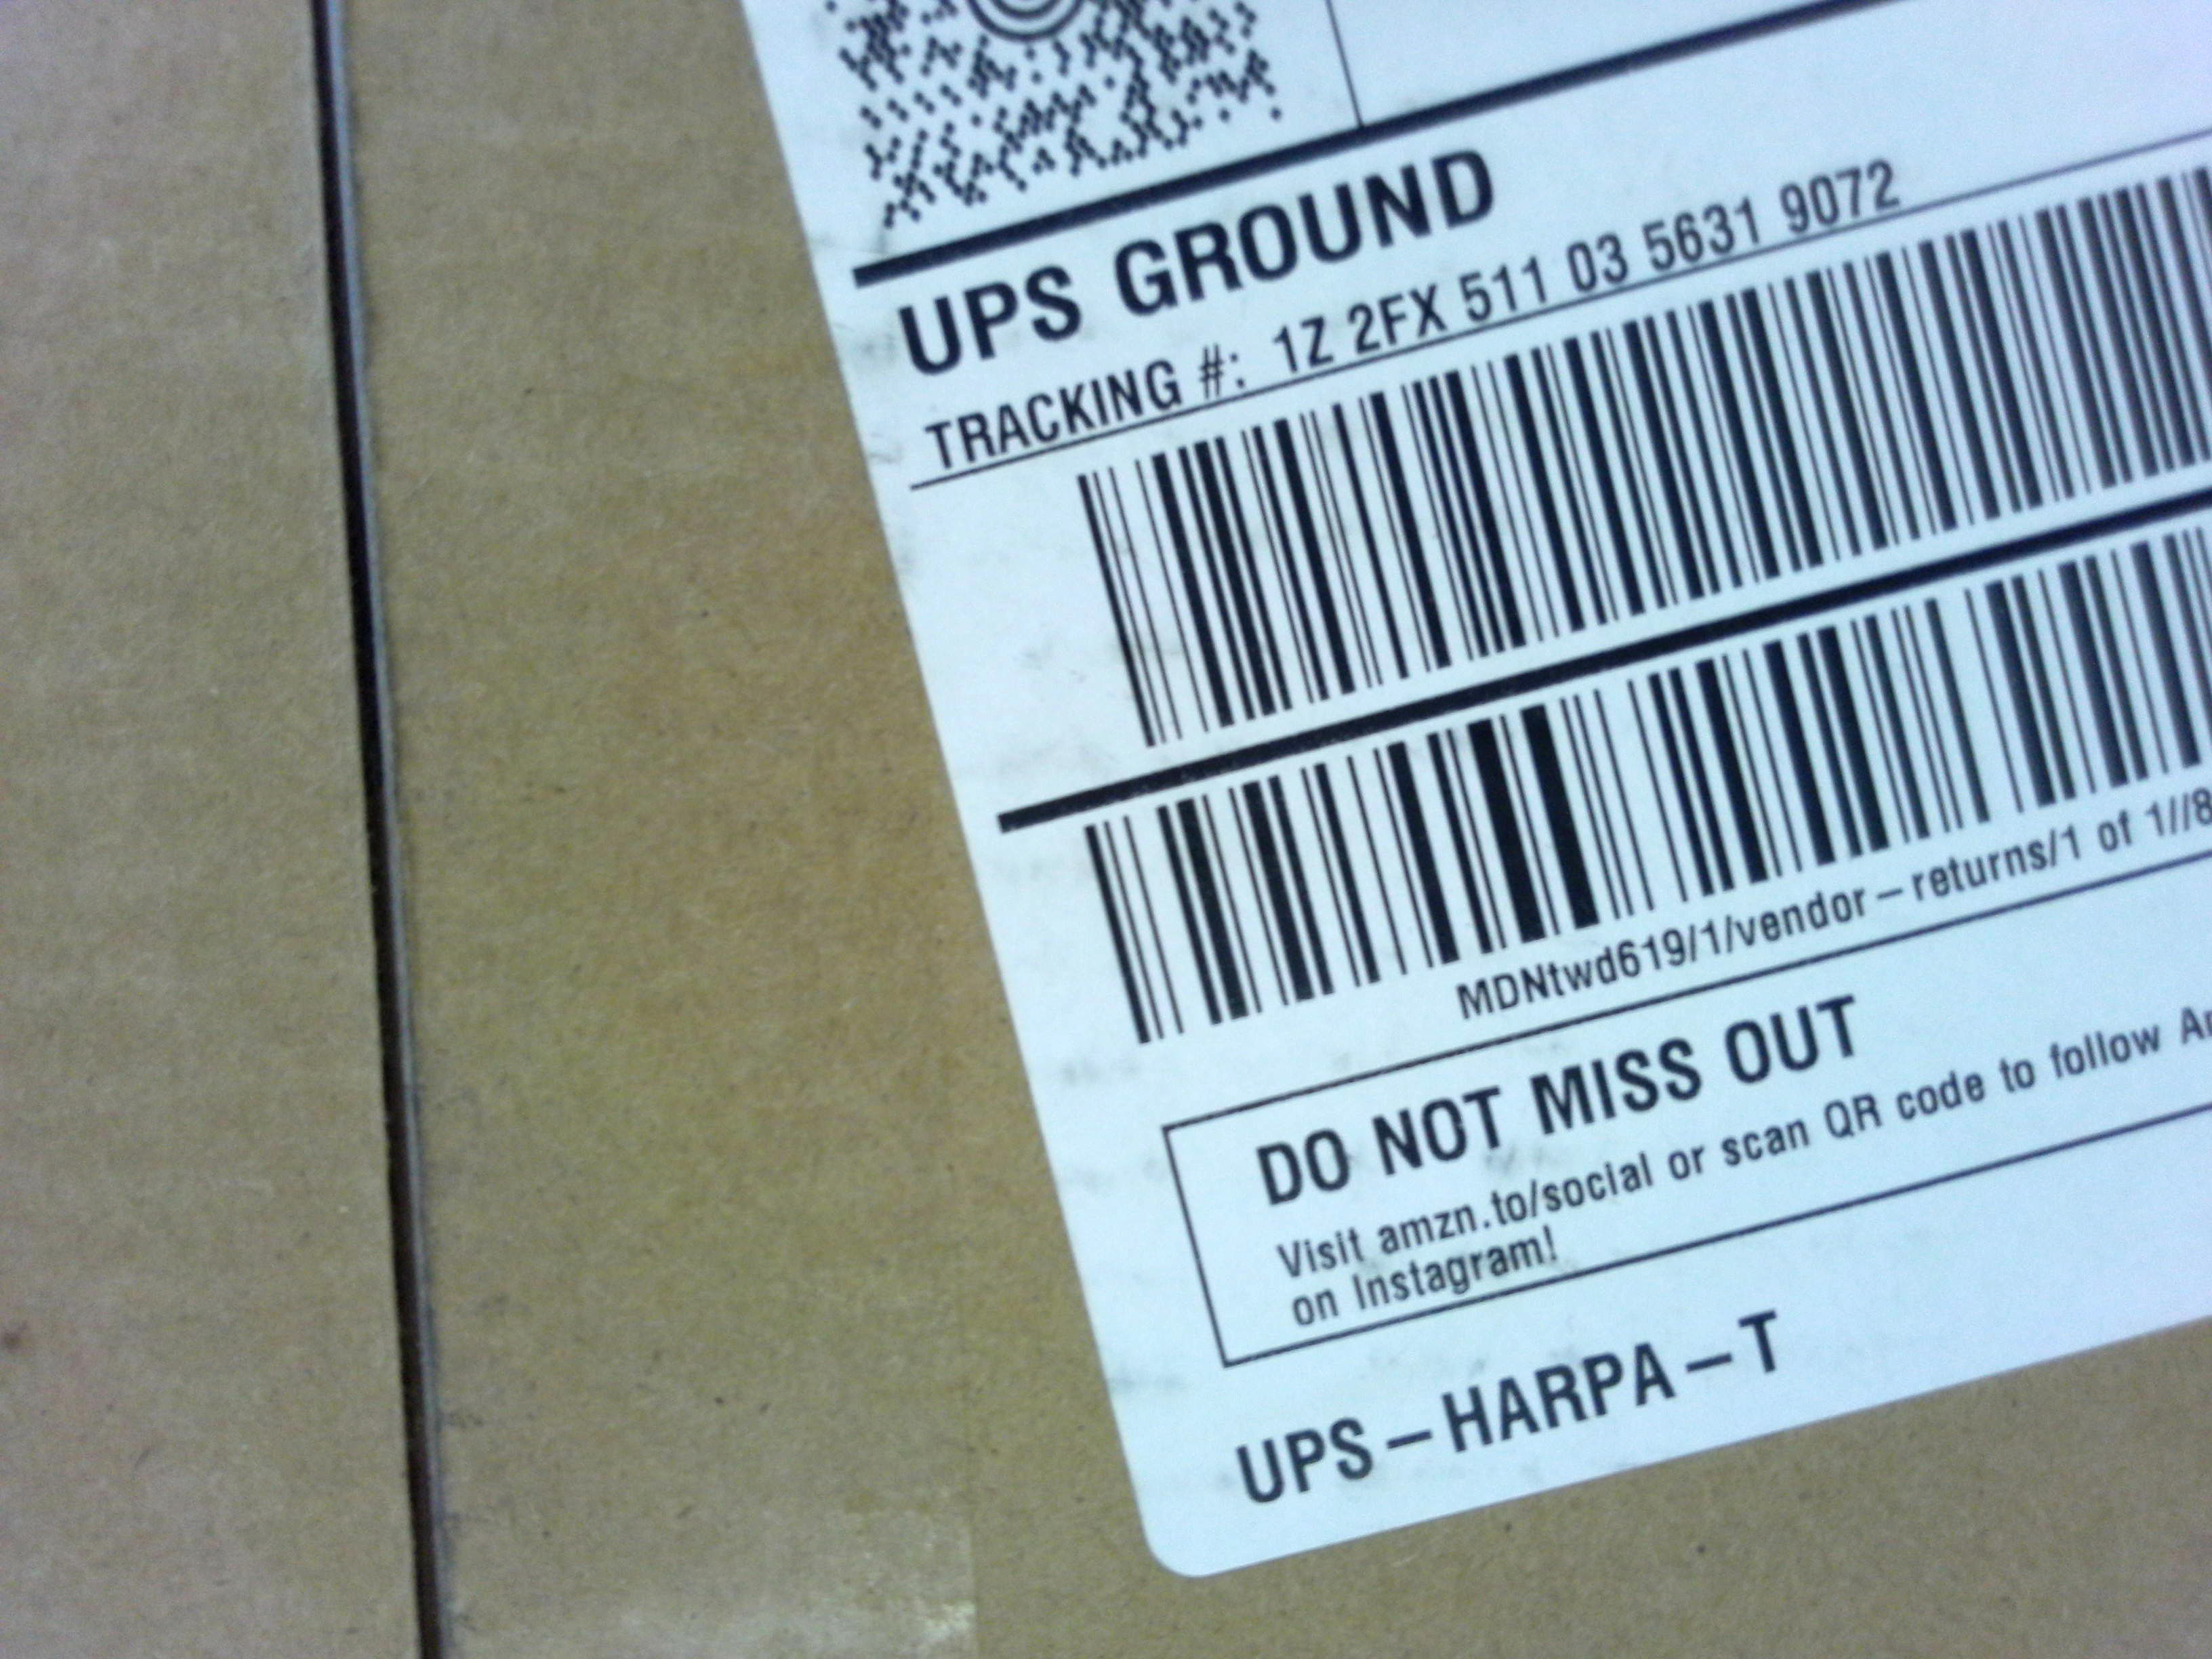 UPS GROUND
TRACKING #: 1Z 2FX 511 03 5631 9072
MDNtwd619/1/vendor-returns/1 of 1//8
DO NOT MISS OUT
Visit amzn.to/social or scan QR code to follow
on Instagram!
UPS-HARPA-T